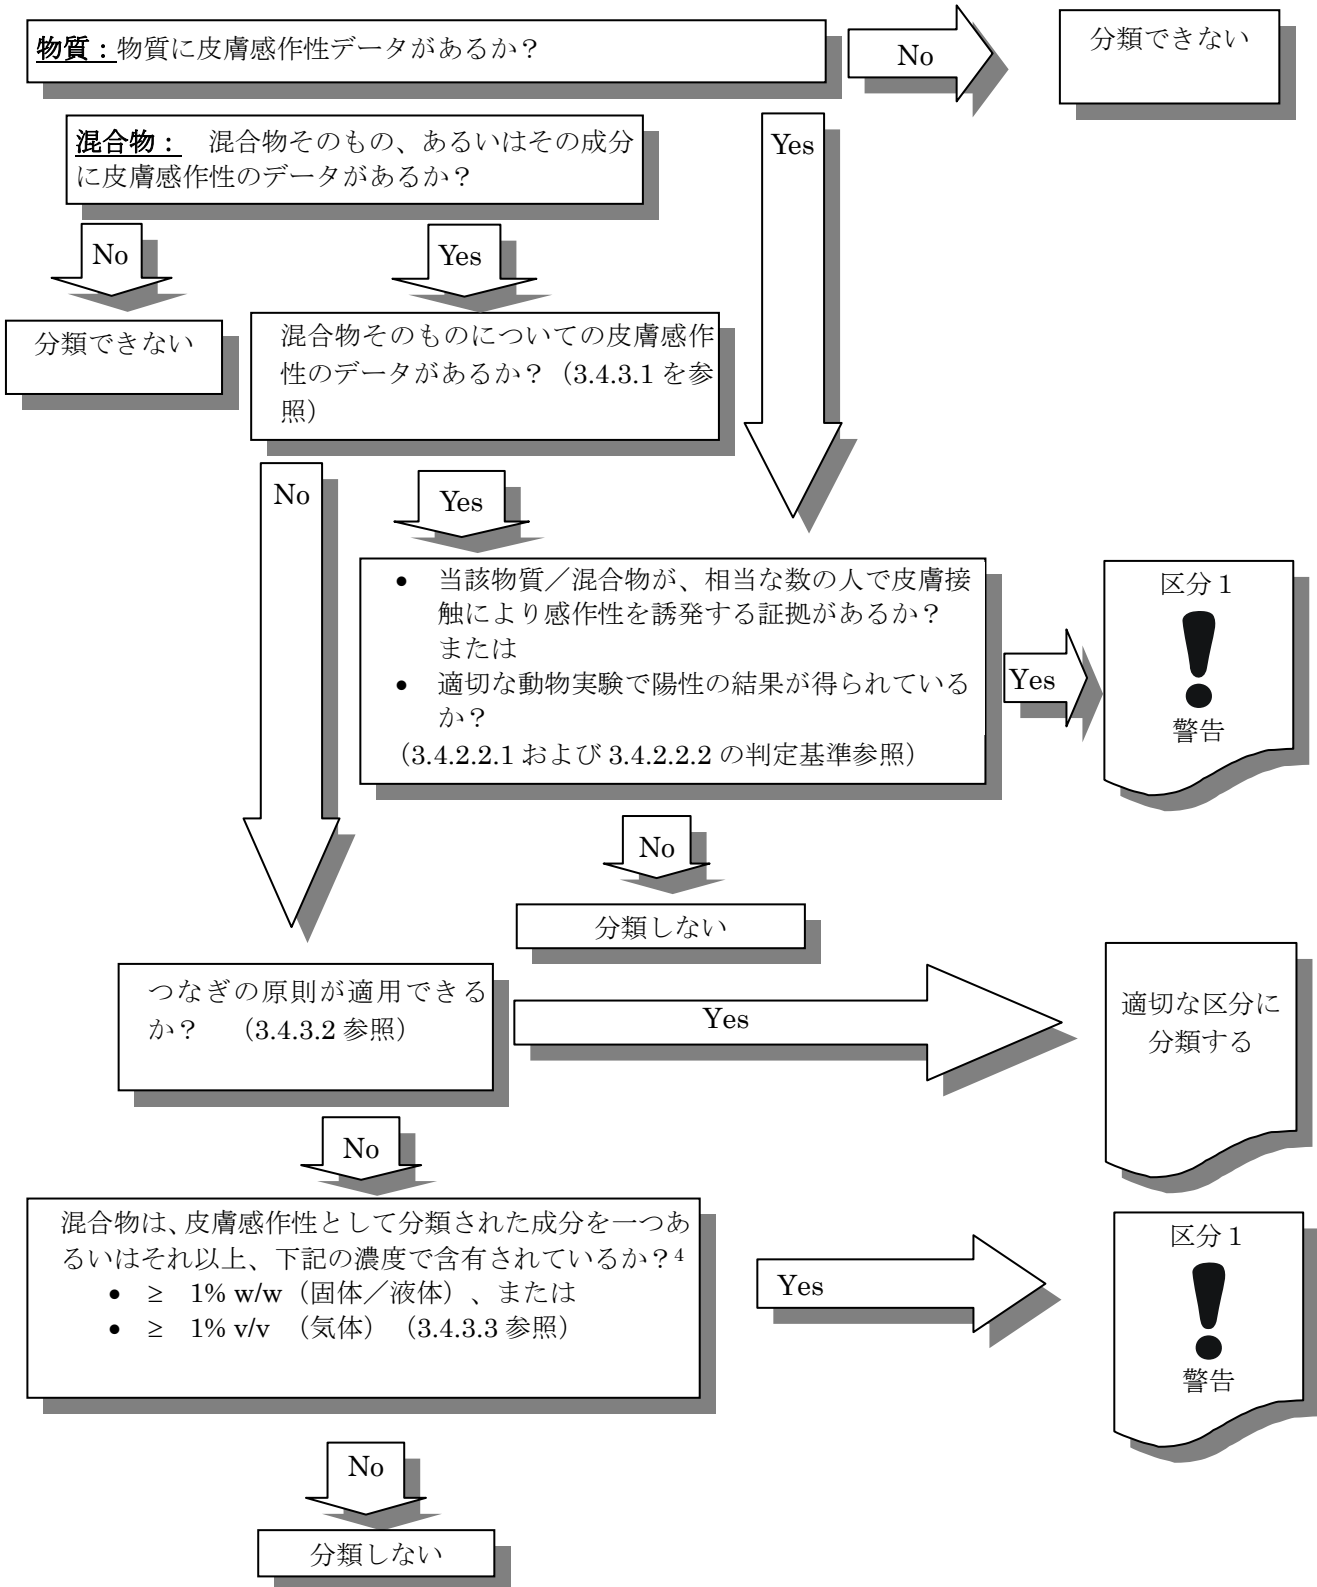 物質：物質に皮膚感作性データがあるか？
No
分類できない
混合物：　混合物そのもの、あるいはその成分
に皮膚感作性のデータがあるか？
Yes
No
Yes
分類できない
混合物そのものについての皮膚感作
性のデータがあるか？（3.4.3.1 を参
照）
No
Yes
• 当該物質／混合物が、相当な数の人で皮膚接
触により感作性を誘発する証拠があるか？
または
• 適切な動物実験で陽性の結果が得られている
か？
（3.4.2.2.1 および 3.4.2.2.2 の判定基準参照）
Yes
区分１
警告
No
分類しない
つなぎの原則が適用できる
か？　（3.4.3.2 参照）
Yes
適切な区分に
分類する
No
混合物は、皮膚感作性として分類された成分を一つあ
るいはそれ以上、下記の濃度で含有されているか？4
• ≥ 1% w/w（固体／液体）、または
• ≥ 1% v/v （気体）（3.4.3.3 参照）
Yes
区分１
警告
No
分類しない